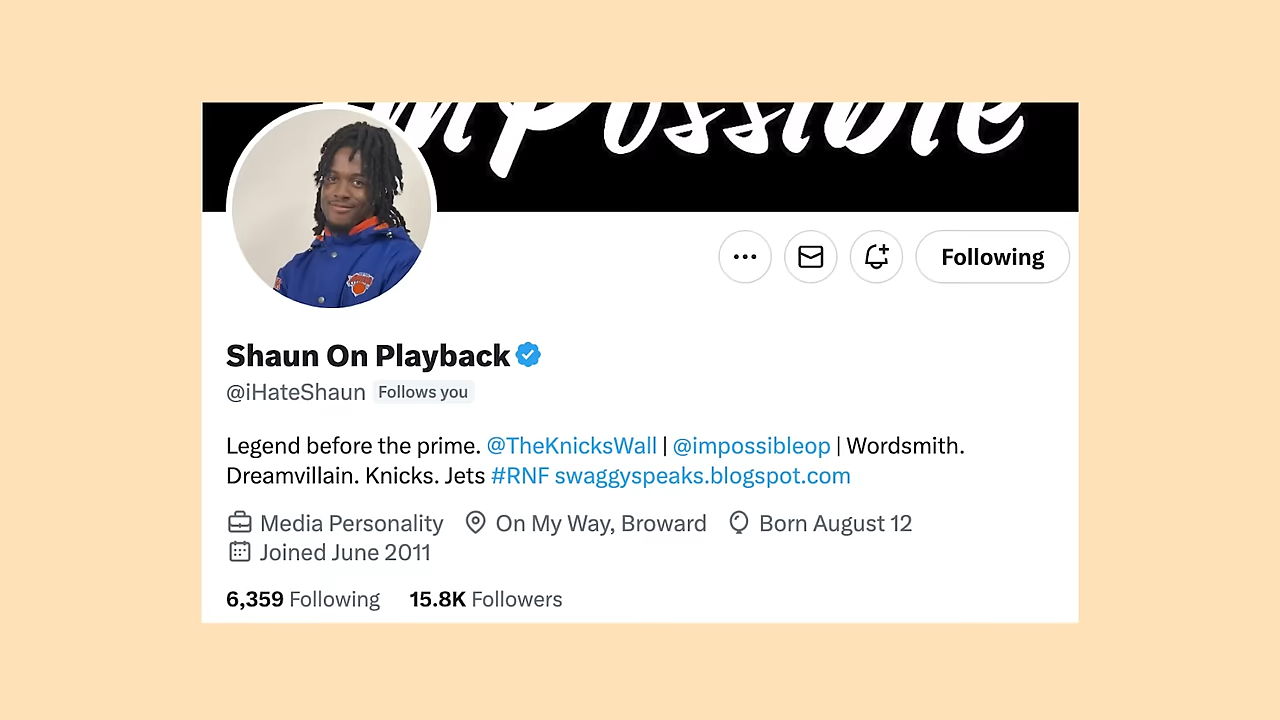 imPossible
Following
Shaun On Playback
@iHateShaun Follows you
Legend before the prime. @TheKnicksWall | @impossibleop | Wordsmith.
Dreamvillain. Knicks. Jets #RNF swaggyspeaks.blogspot.com
Media Personality On My Way, Broward Born August 12
Joined June 2011
6,359 Following 15.8K Followers